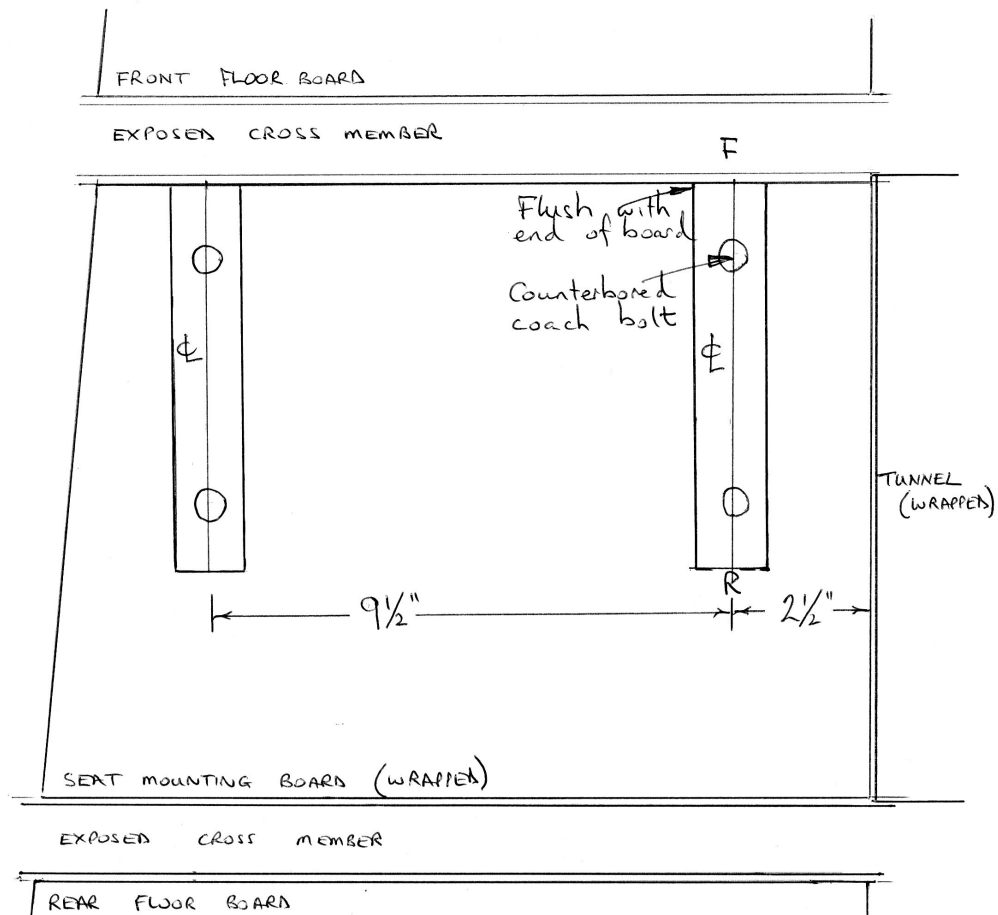 FRONT FLOOR BOARD
EXPOSED CROSS MEMBER
F
Flush with
end of board
Counterbored
coach bolt
℄
℄
TUNNEL
(WRAPPED)
R
9½"
2½"
SEAT MOUNTING BOARD (WRAPPED)
EXPOSED CROSS MEMBER
REAR FLOOR BOARD